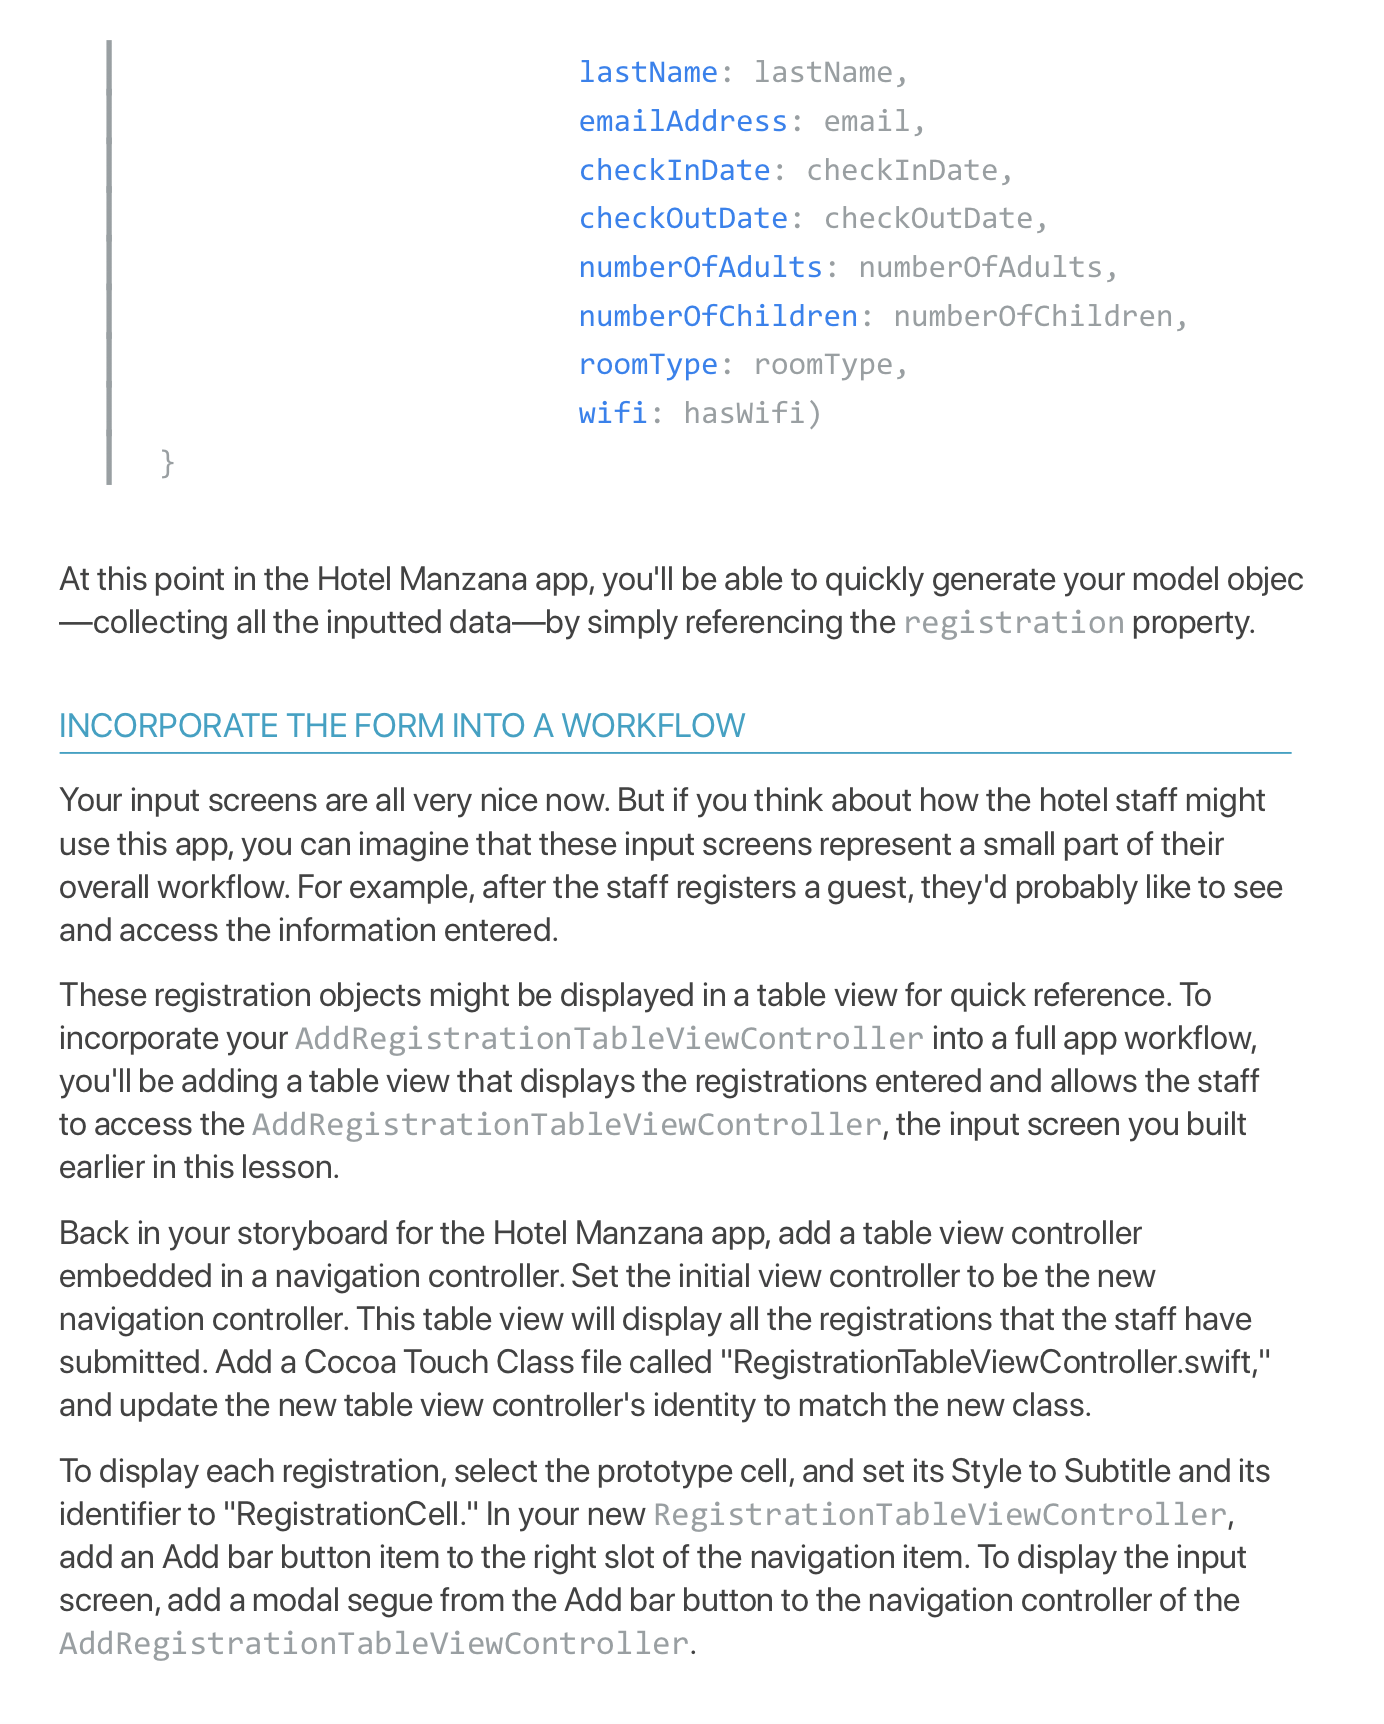 lastName: lastName,
emailAddress: email,
checkInDate: checkInDate,
checkOutDate: checkOutDate,
numberOfAdults: numberOfAdults,
numberOfChildren: numberOfChildren,
roomType: roomType,
wifi: hasWifi)
}
At this point in the Hotel Manzana app, you'll be able to quickly generate your model objec
—collecting all the inputted data—by simply referencing the registration property.
INCORPORATE THE FORM INTO A WORKFLOW
Your input screens are all very nice now. But if you think about how the hotel staff might
use this app, you can imagine that these input screens represent a small part of their
overall workflow. For example, after the staff registers a guest, they'd probably like to see
and access the information entered.
These registration objects might be displayed in a table view for quick reference. To
incorporate your AddRegistrationTableViewController into a full app workflow,
you'll be adding a table view that displays the registrations entered and allows the staff
to access the AddRegistrationTableViewController, the input screen you built
earlier in this lesson.
Back in your storyboard for the Hotel Manzana app, add a table view controller
embedded in a navigation controller. Set the initial view controller to be the new
navigation controller. This table view will display all the registrations that the staff have
submitted. Add a Cocoa Touch Class file called "RegistrationTableViewController.swift,"
and update the new table view controller's identity to match the new class.
To display each registration, select the prototype cell, and set its Style to Subtitle and its
identifier to "RegistrationCell." In your new RegistrationTableViewController,
add an Add bar button item to the right slot of the navigation item. To display the input
screen, add a modal segue from the Add bar button to the navigation controller of the
AddRegistrationTableViewController.